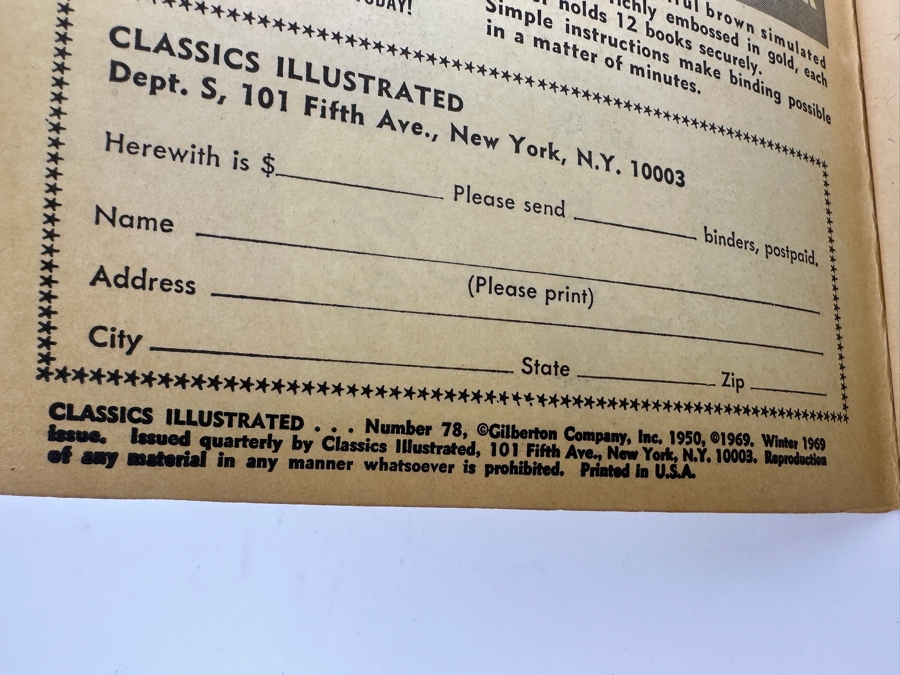 TODAY!
brown simulated
richly embossed in gold, each
holds 12 books securely.
Simple instructions make binding possible
in a matter of minutes.
CLASSICS ILLUSTRATED
Dept. S, 101 Fifth Ave., New York, N.Y. 10003
Herewith is $ Please send binders, postpaid.
Name
(Please print)
Address
City State Zip
CLASSICS ILLUSTRATED . . . Number 78, ©Gilberton Company, Inc. 1950, ©1969. Winter 1969
issue. Issued quarterly by Classics Illustrated, 101 Fifth Ave., New York, N.Y. 10003. Reproduction
of any material in any manner whatsoever is prohibited. Printed in U.S.A.